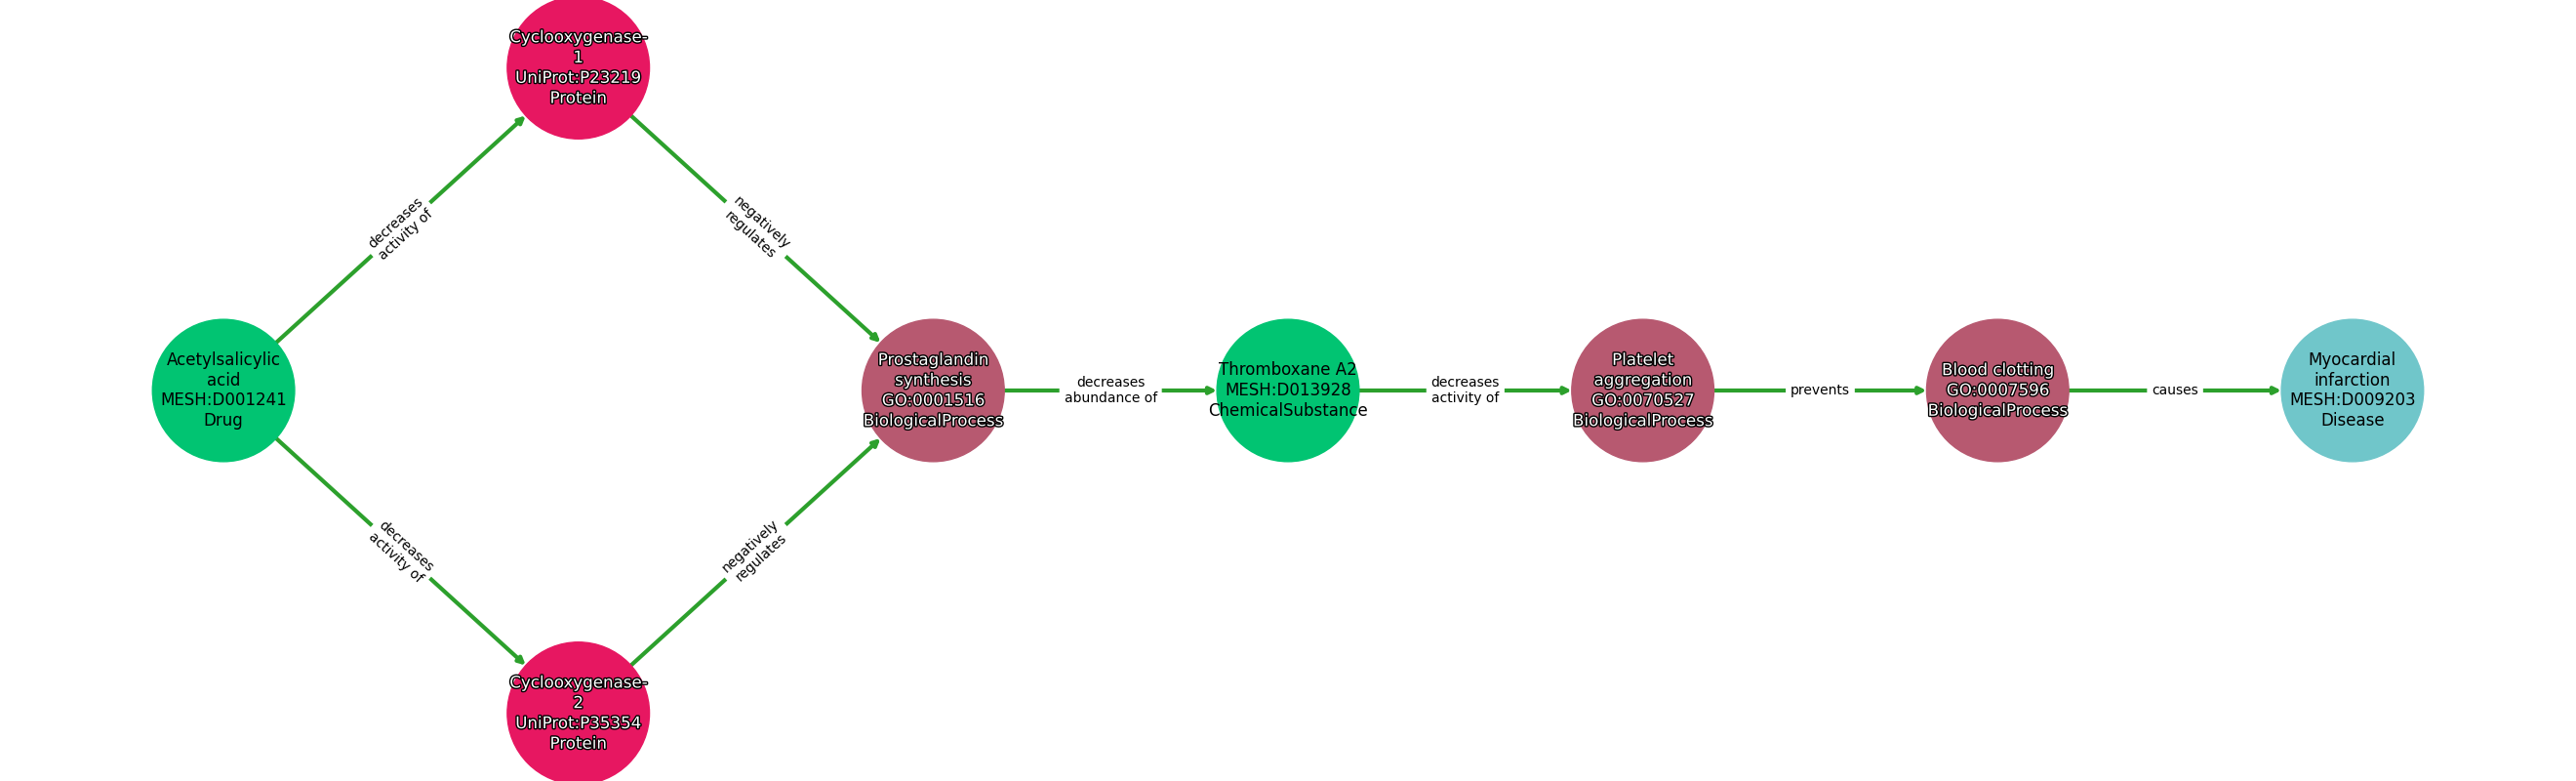 Cyclooxygenase-
1
UniProt:P23219
Protein
decreases
activity of
negatively
regulates
Acetylsalicylic
acid
MESH:D001241
Drug
Prostaglandin
synthesis
GO:0001516
BiologicalProcess
decreases
abundance of
Thromboxane A2
MESH:D013928
ChemicalSubstance
decreases
activity of
Platelet
aggregation
GO:0070527
BiologicalProcess
prevents
Blood clotting
GO:0007596
BiologicalProcess
causes
Myocardial
infarction
MESH:D009203
Disease
decreases
activity of
negatively
regulates
Cyclooxygenase-
2
UniProt:P35354
Protein